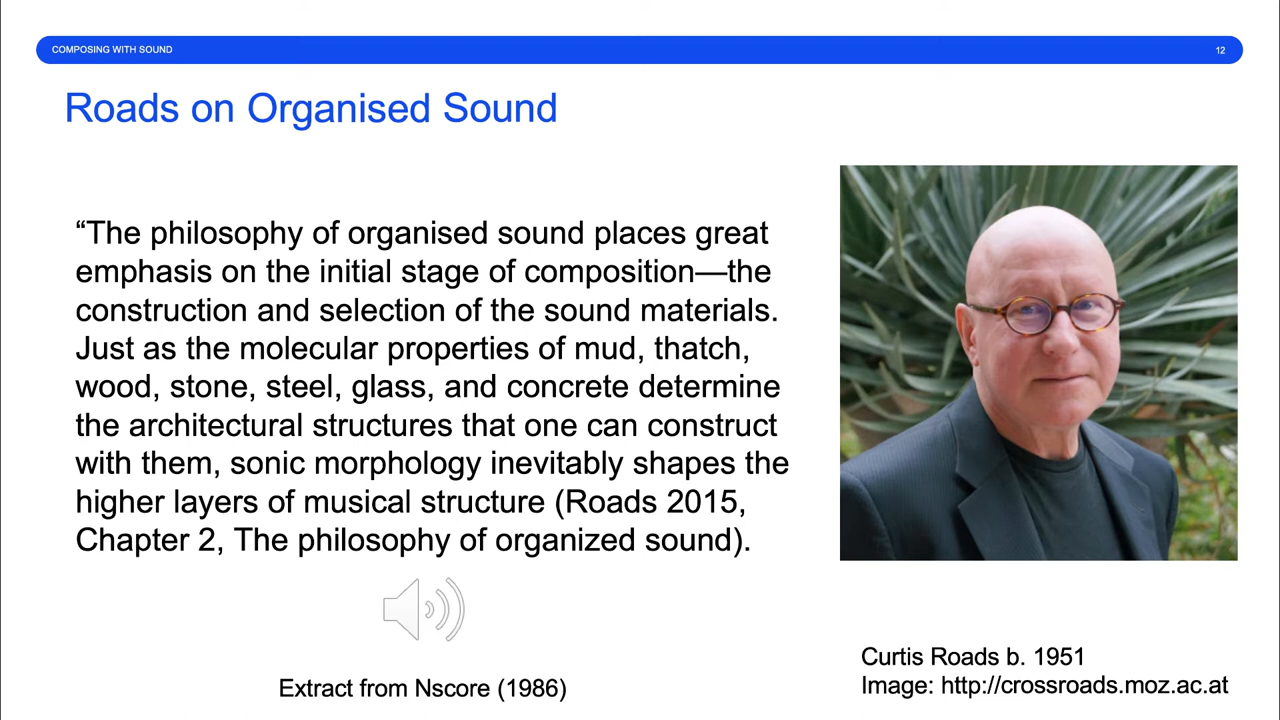 COMPOSING WITH SOUND
12
Roads on Organised Sound
“The philosophy of organised sound places great
emphasis on the initial stage of composition—the
construction and selection of the sound materials.
Just as the molecular properties of mud, thatch,
wood, stone, steel, glass, and concrete determine
the architectural structures that one can construct
with them, sonic morphology inevitably shapes the
higher layers of musical structure (Roads 2015,
Chapter 2, The philosophy of organized sound).
Extract from Nscore (1986)
Curtis Roads b. 1951
Image: http://crossroads.moz.ac.at